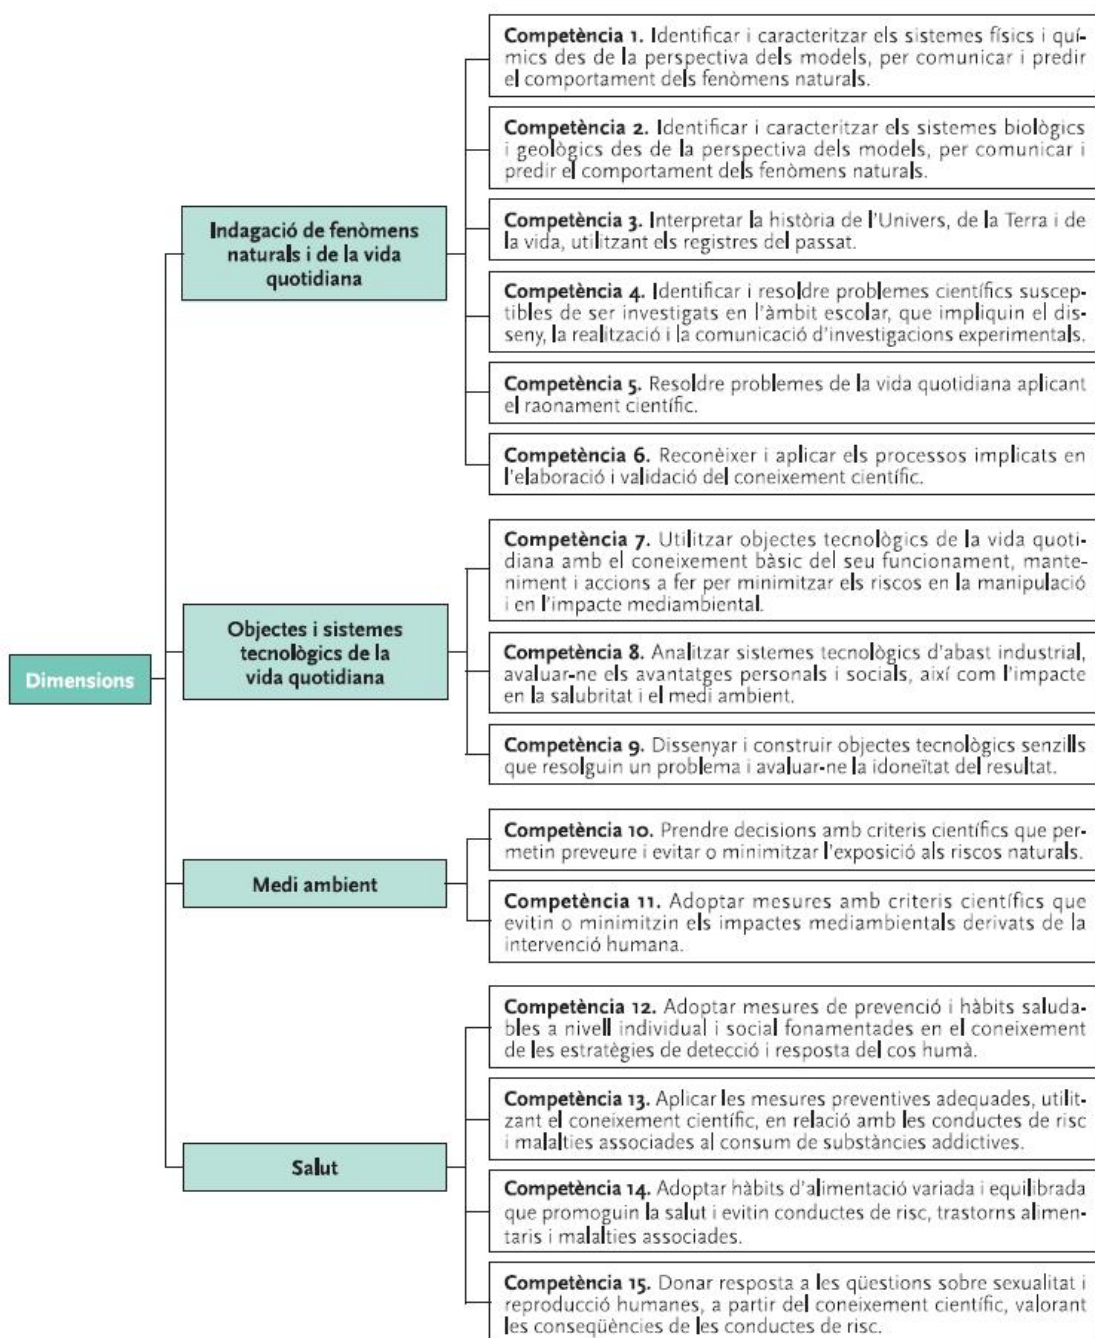 Dimensions
Indagació de fenòmens
naturals i de la vida
quotidiana
Competència 1. Identificar i caracteritzar els sistemes físics i quí-
mics des de la perspectiva dels models, per comunicar i predir
el comportament dels fenòmens naturals.
Competència 2. Identificar i caracteritzar els sistemes biològics
i geològics des de la perspectiva dels models, per comunicar i
predir el comportament dels fenòmens naturals.
Competència 3. Interpretar la història de l'Univers, de la Terra i de
la vida, utilitzant els registres del passat.
Competència 4. Identificar i resoldre problemes científics suscep-
tibles de ser investigats en l'àmbit escolar, que impliquin el dis-
seny, la realització i la comunicació d'investigacions experimentals.
Competència 5. Resoldre problemes de la vida quotidiana aplicant
el raonament científic.
Competència 6. Reconèixer i aplicar els processos implicats en
l'elaboració i validació del coneixement científic.
Objectes i sistemes
tecnològics de la
vida quotidiana
Competència 7. Utilitzar objectes tecnològics de la vida quoti-
diana amb el coneixement bàsic del seu funcionament, mante-
niment i accions a fer per minimitzar els riscos en la manipulació
i en l'impacte mediambiental.
Competència 8. Analitzar sistemes tecnològics d'abast industrial,
avaluar-ne els avantatges personals i socials, així com l'impacte
en la salubritat i el medi ambient.
Competència 9. Dissenyar i construir objectes tecnològics senzills
que resolguin un problema i avaluar-ne la idoneïtat del resultat.
Medi ambient
Competència 10. Prendre decisions amb criteris científics que per-
metin preveure i evitar o minimitzar l'exposició als riscos naturals.
Competència 11. Adoptar mesures amb criteris científics que
evitin o minimitzin els impactes mediambientals derivats de la
intervenció humana.
Salut
Competència 12. Adoptar mesures de prevenció i hàbits saluda-
bles a nivell individual i social fonamentades en el coneixement
de les estratègies de detecció i resposta del cos humà.
Competència 13. Aplicar les mesures preventives adequades, utilit-
zant el coneixement científic, en relació amb les conductes de risc
i malalties associades al consum de substàncies addictives.
Competència 14. Adoptar hàbits d'alimentació variada i equilibrada
que promoguin la salut i evitin conductes de risc, trastorns alimen-
taris i malalties associades.
Competència 15. Donar resposta a les qüestions sobre sexualitat i
reproducció humanes, a partir del coneixement científic, valorant
les conseqüències de les conductes de risc.